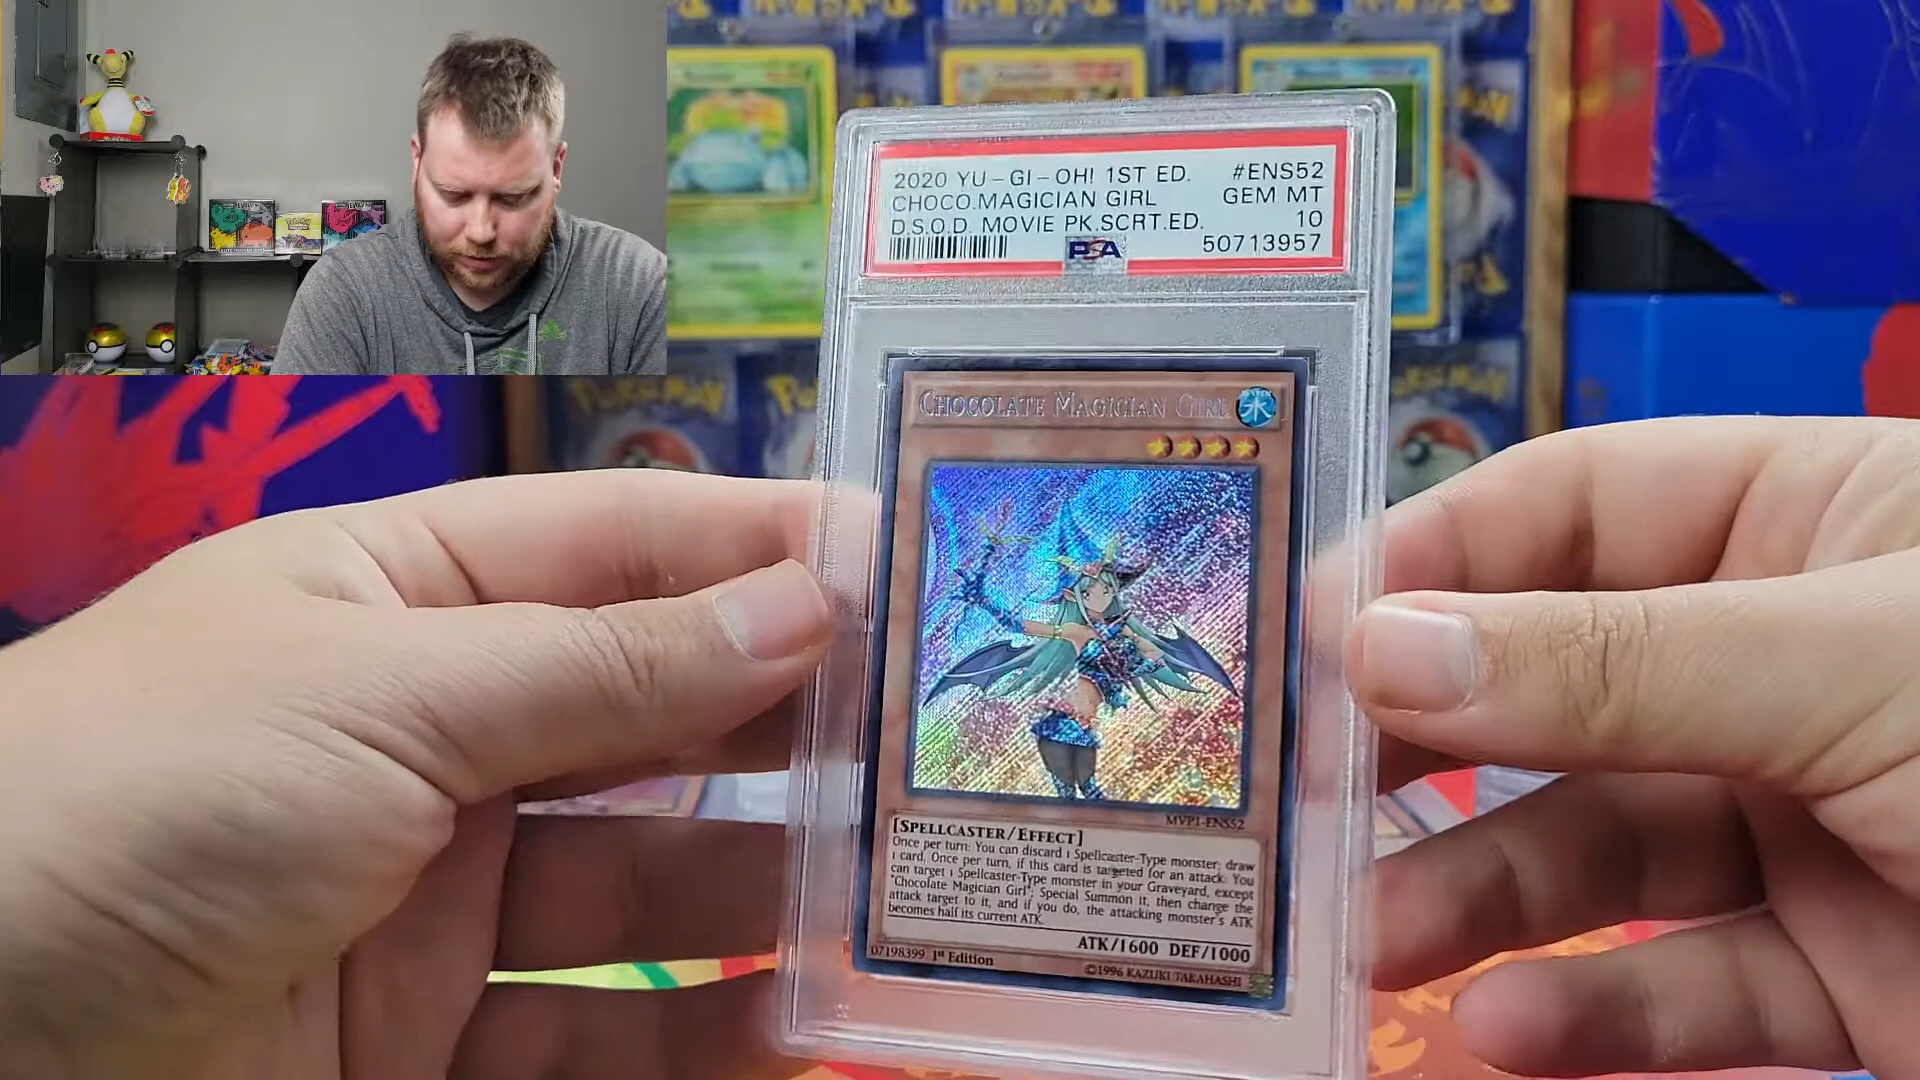 2020 YU-GI-OH! 1ST ED. #ENS52
CHOCO.MAGICIAN GIRL GEM MT
D.S.O.D. MOVIE PK.SCRT.ED. 10
PSA 50713957
CHOCOLATE MAGICIAN GIRL 水
MVP1-ENS52
[SPELLCASTER/EFFECT]
Once per turn: You can discard 1 Spellcaster-Type monster; draw
1 card. Once per turn, if this card is targeted for an attack: You
can target 1 Spellcaster-Type monster in your Graveyard, except
"Chocolate Magician Girl"; Special Summon it, then change the
attack target to it, and if you do, the attacking monster's ATK
becomes half its current ATK.
ATK/1600 DEF/1000
07198399 1st Edition ©1996 KAZUKI TAKAHASHI
Pokémon
Pokémon